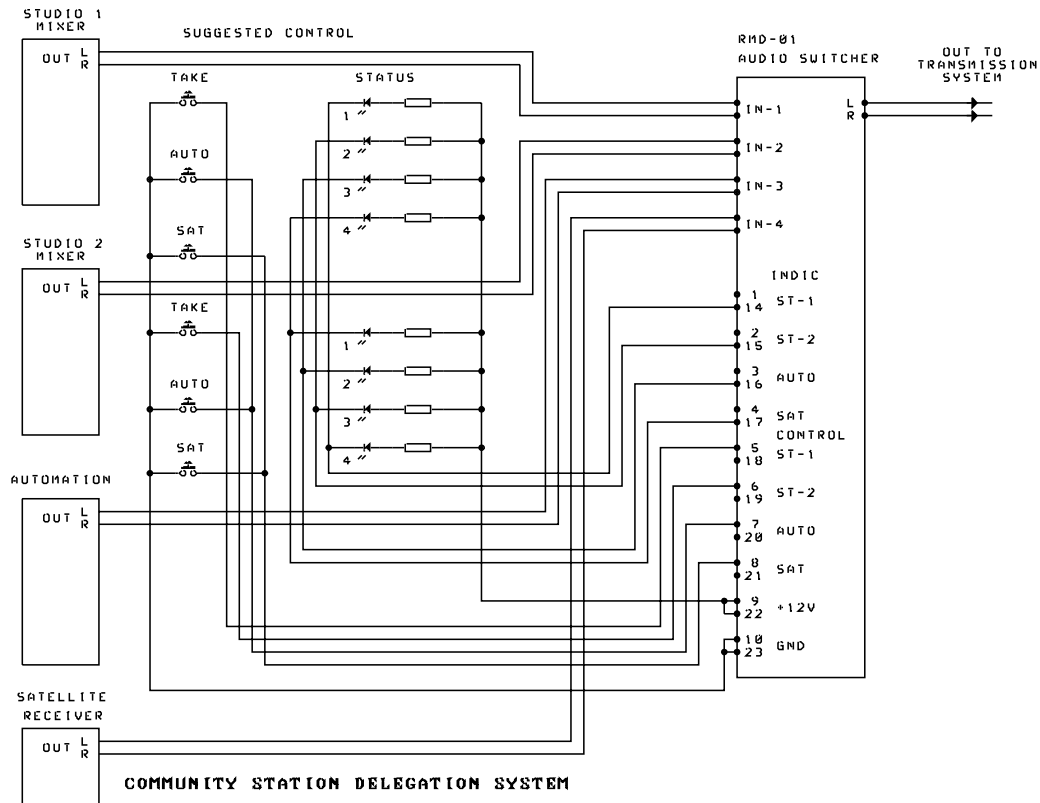 STUDIO 1
MIXER
OUT L
R
SUGGESTED CONTROL
TAKE
AUTO
SAT
STATUS
1
2
3
4
STUDIO 2
MIXER
OUT L
R
TAKE
AUTO
SAT
1
2
3
4
AUTOMATION
OUT L
R
SATELLITE
RECEIVER
OUT L
R
RMD-01
AUDIO SWITCHER
IN-1
IN-2
IN-3
IN-4
L
R
OUT TO
TRANSMISSION
SYSTEM
INDIC
1
14 ST-1
2
15 ST-2
3
16 AUTO
4
17 SAT
CONTROL
5
18 ST-1
6
19 ST-2
7
20 AUTO
8
21 SAT
9
22 +12V
10
23 GND
COMMUNITY STATION DELEGATION SYSTEM